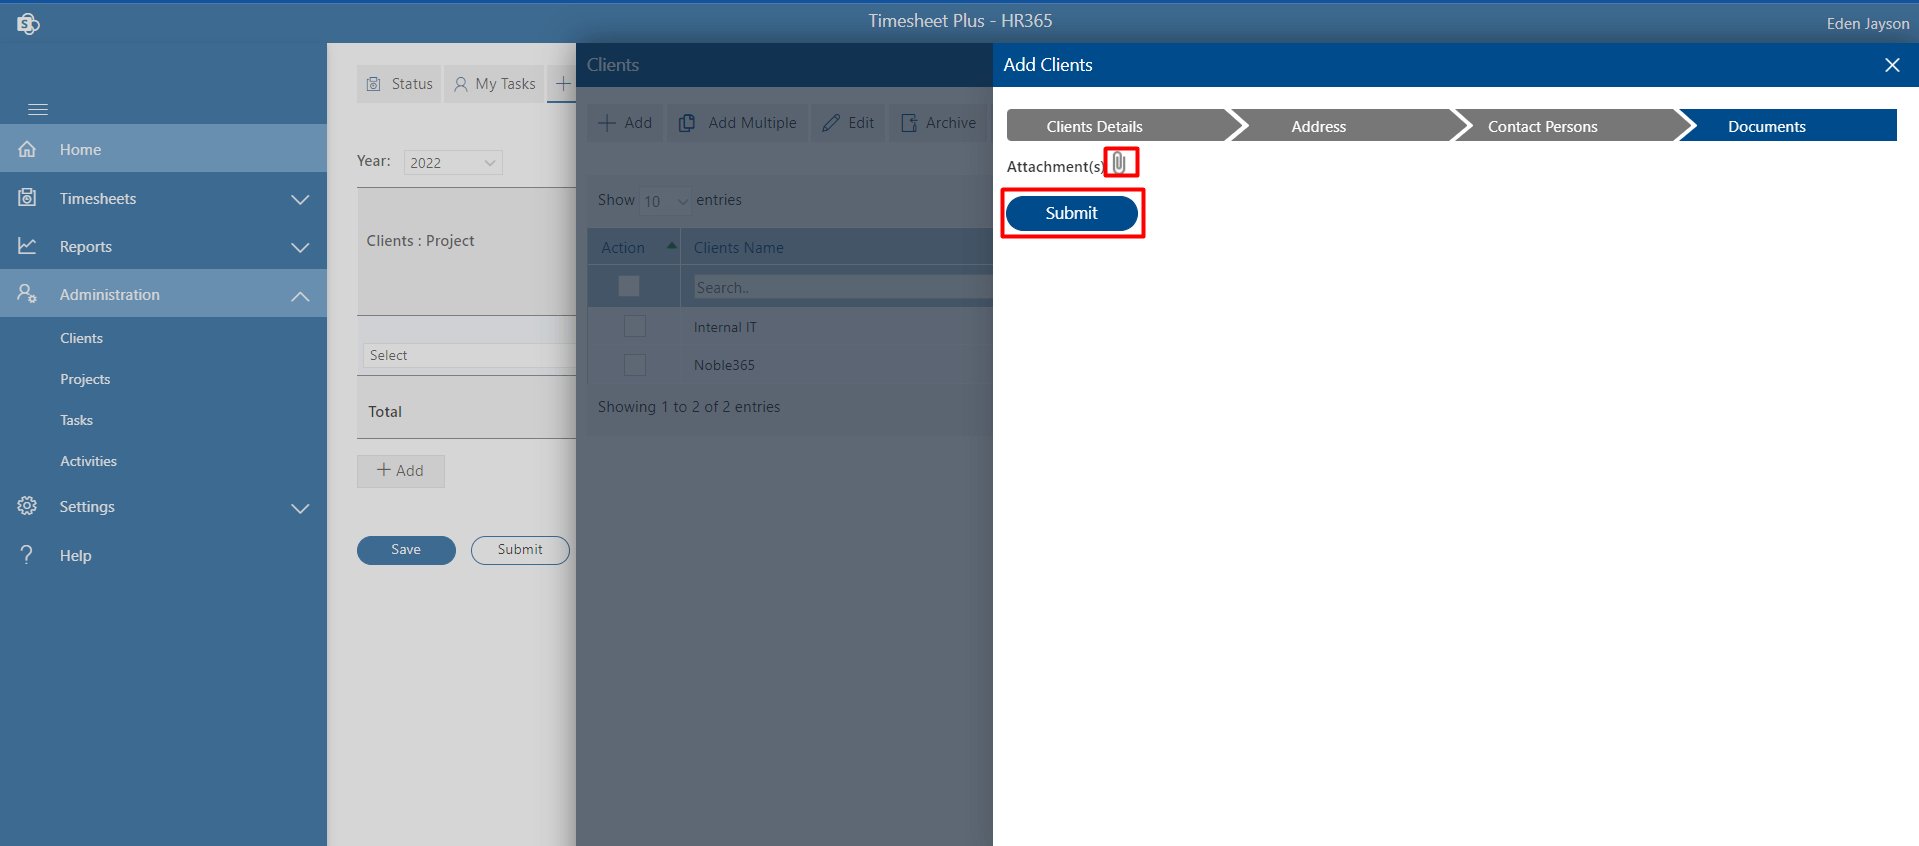 Timesheet Plus - HR365
Eden Jayson
Home
Timesheets
Reports
Administration
Clients
Projects
Tasks
Activities
Settings
Help
Status
My Tasks
Year: 2022
Clients : Project
Select
Total
Add
Save
Submit
Clients
Add
Add Multiple
Edit
Archive
Show 10 entries
Action
Clients Name
Search..
Internal IT
Noble365
Showing 1 to 2 of 2 entries
Add Clients
Clients Details
Address
Contact Persons
Documents
Attachment(s)
Submit